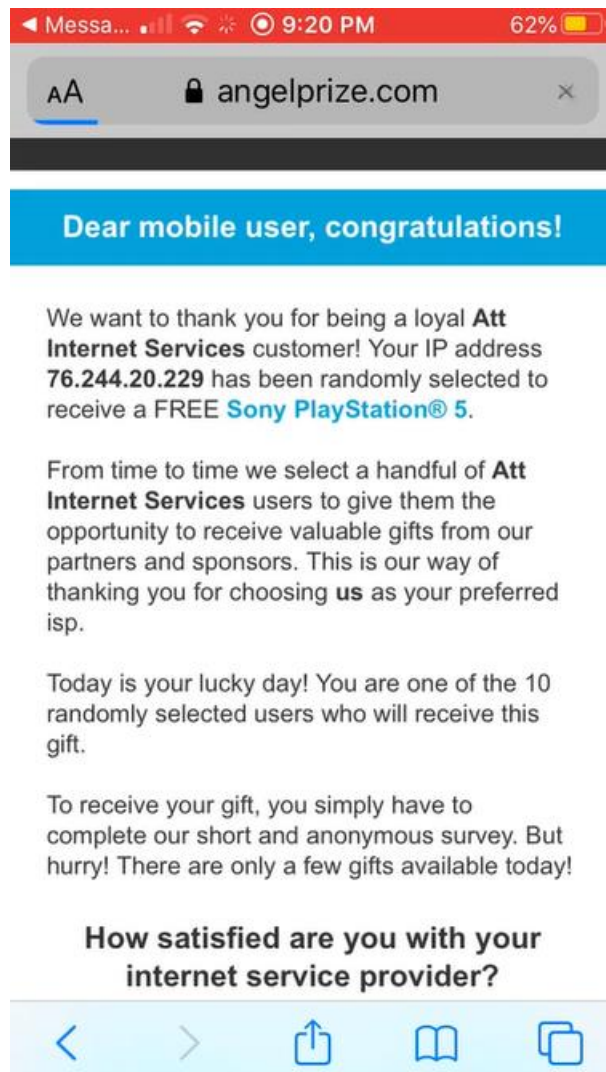 Messa... 9:20 PM 62%
AA angelprize.com ×
Dear mobile user, congratulations!
We want to thank you for being a loyal Att
Internet Services customer! Your IP address
76.244.20.229 has been randomly selected to
receive a FREE Sony PlayStation® 5.
From time to time we select a handful of Att
Internet Services users to give them the
opportunity to receive valuable gifts from our
partners and sponsors. This is our way of
thanking you for choosing us as your preferred
isp.
Today is your lucky day! You are one of the 10
randomly selected users who will receive this
gift.
To receive your gift, you simply have to
complete our short and anonymous survey. But
hurry! There are only a few gifts available today!
How satisfied are you with your
internet service provider?